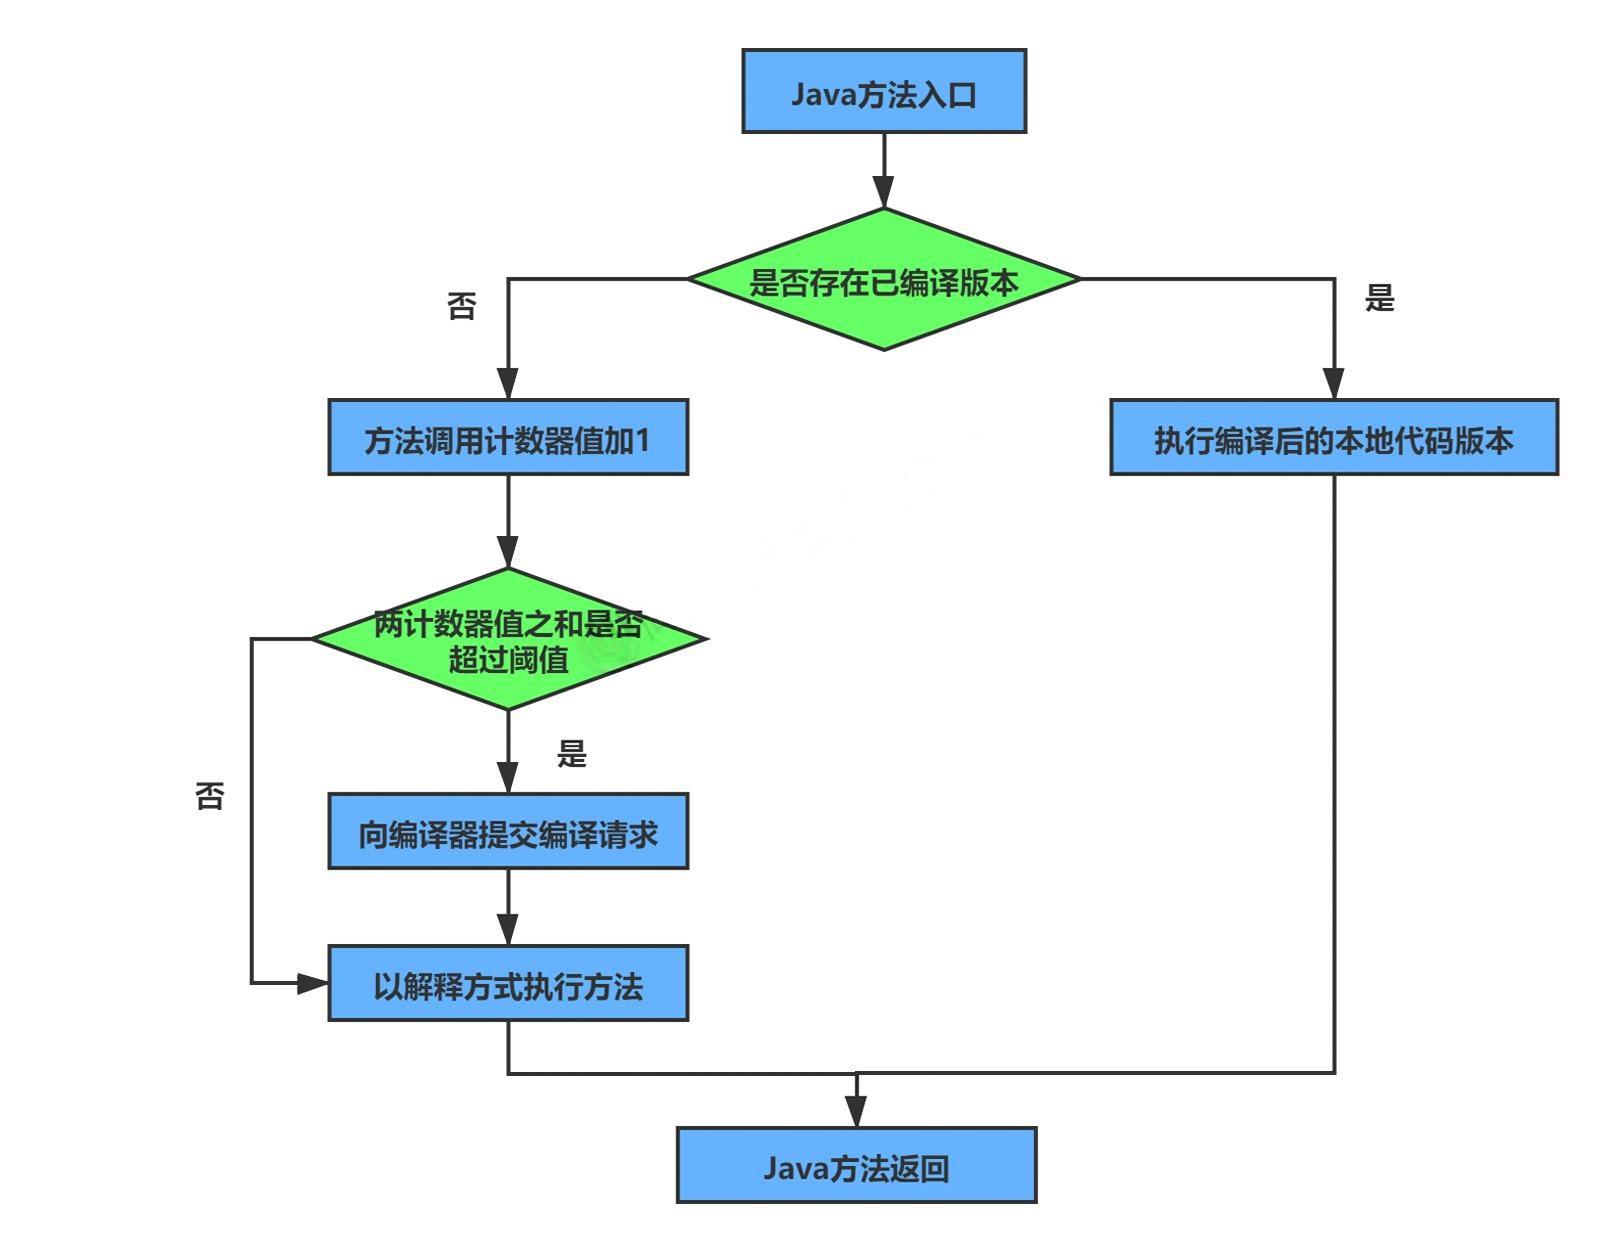 Java方法入口
是否存在已编译版本
否
是
方法调用计数器值加1
执行编译后的本地代码版本
两计数器值之和是否
超过阈值
是
否
向编译器提交编译请求
以解释方式执行方法
Java方法返回